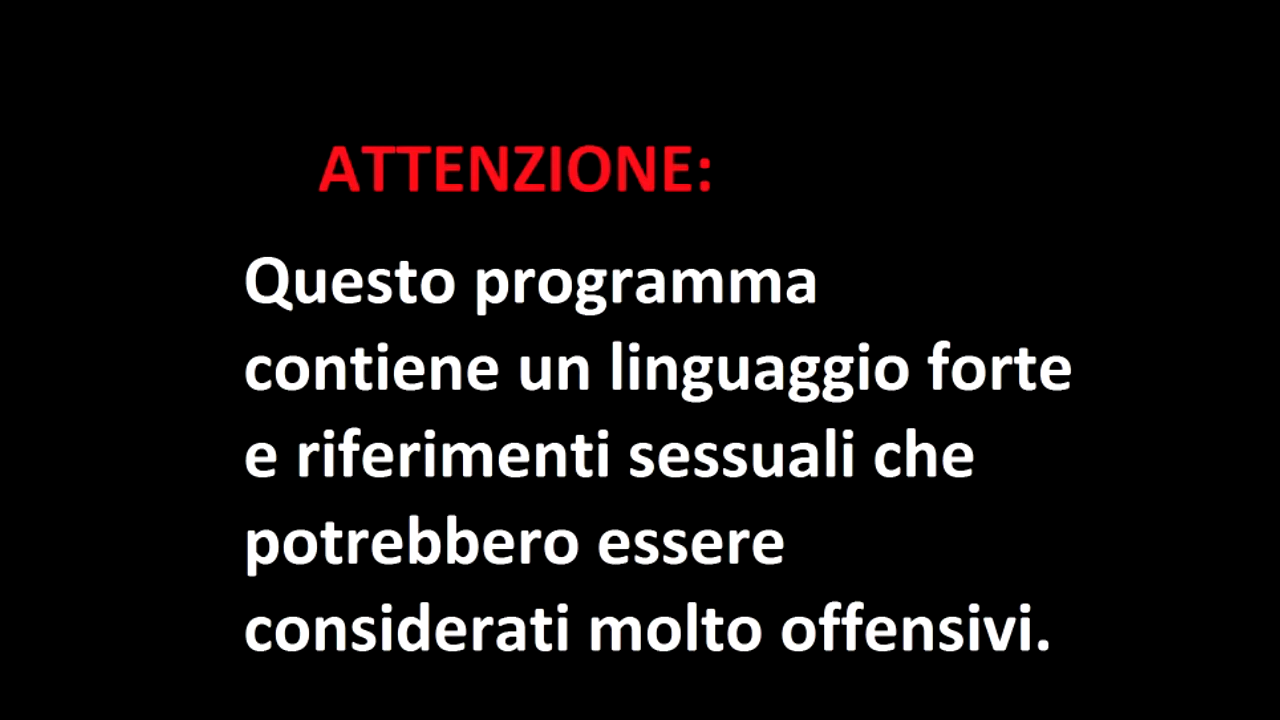 ATTENZIONE:
Questo programma
contiene un linguaggio forte
e riferimenti sessuali che
potrebbero essere
considerati molto offensivi.